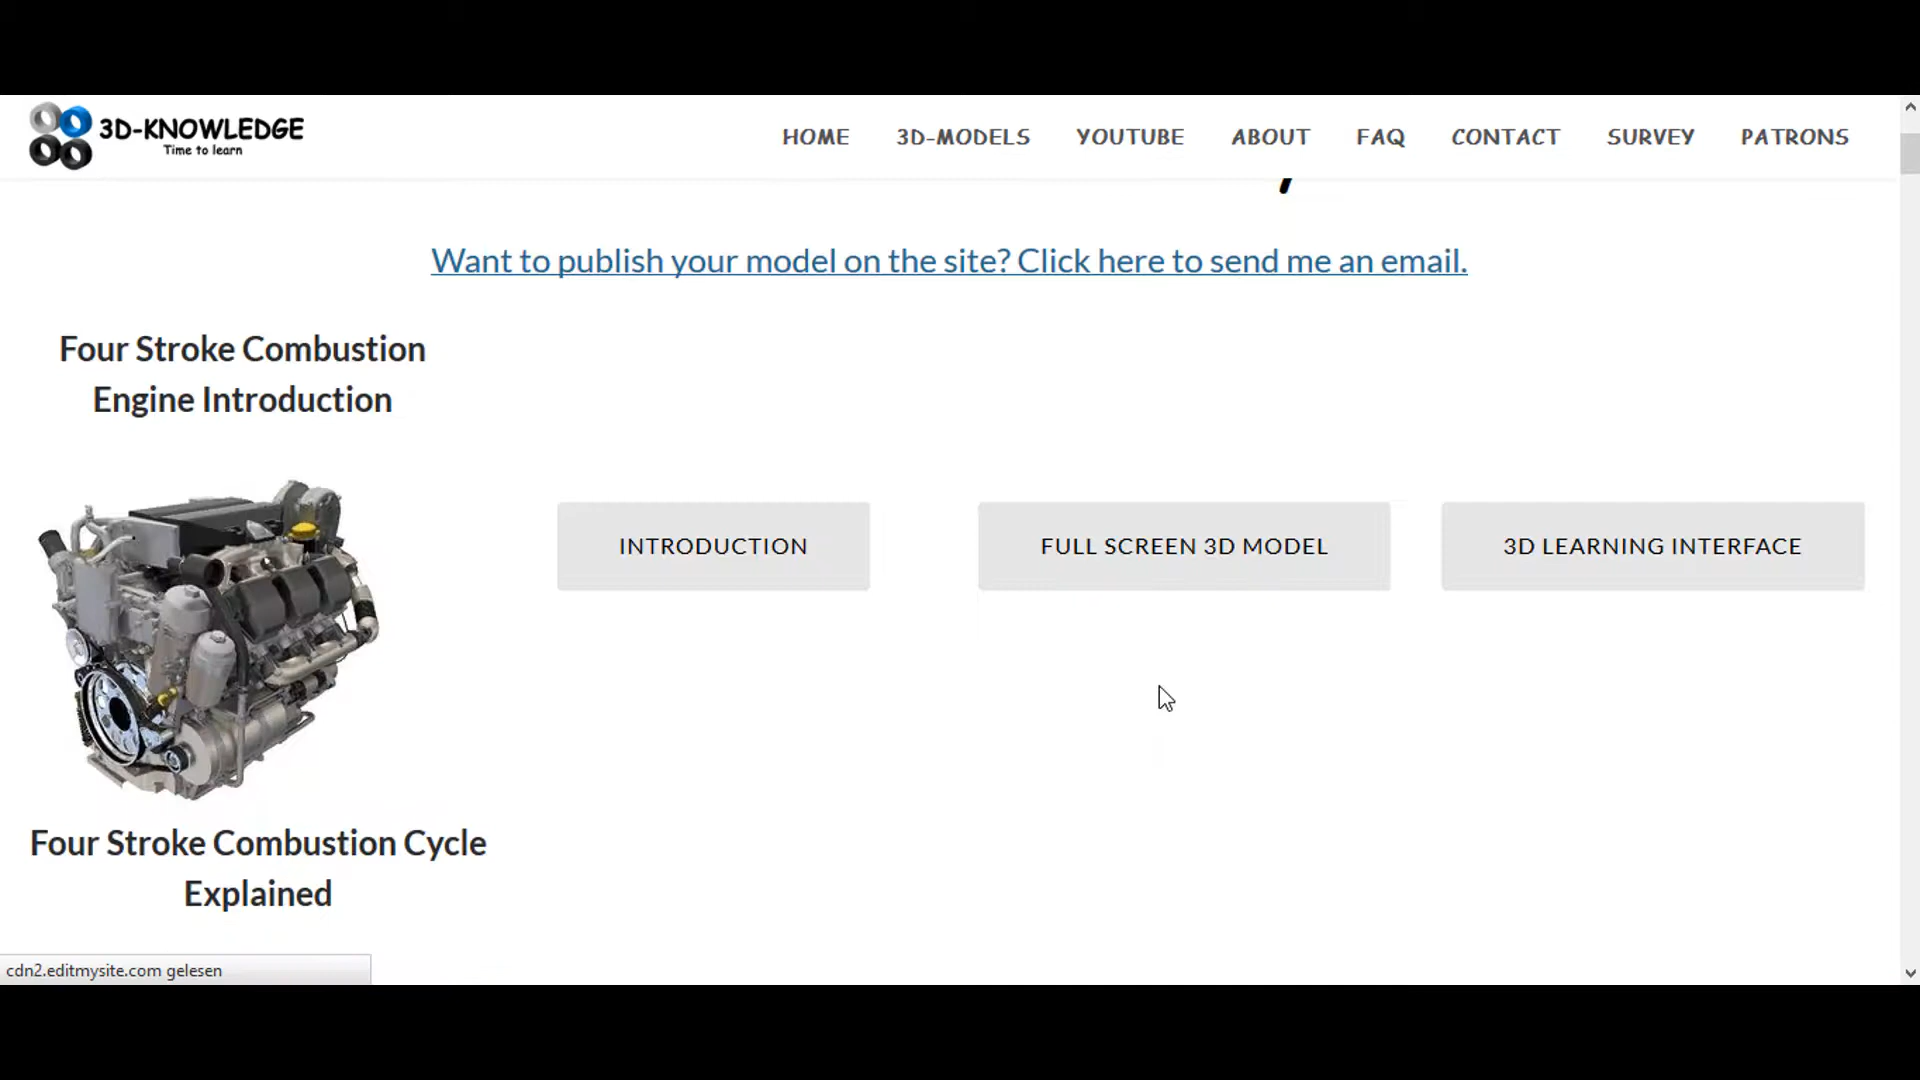 3D-KNOWLEDGE
Time to learn
HOME 3D-MODELS YOUTUBE ABOUT FAQ CONTACT SURVEY PATRONS
Want to publish your model on the site? Click here to send me an email.
Four Stroke Combustion
Engine Introduction
INTRODUCTION
FULL SCREEN 3D MODEL
3D LEARNING INTERFACE
Four Stroke Combustion Cycle
Explained
cdn2.editmysite.com gelesen